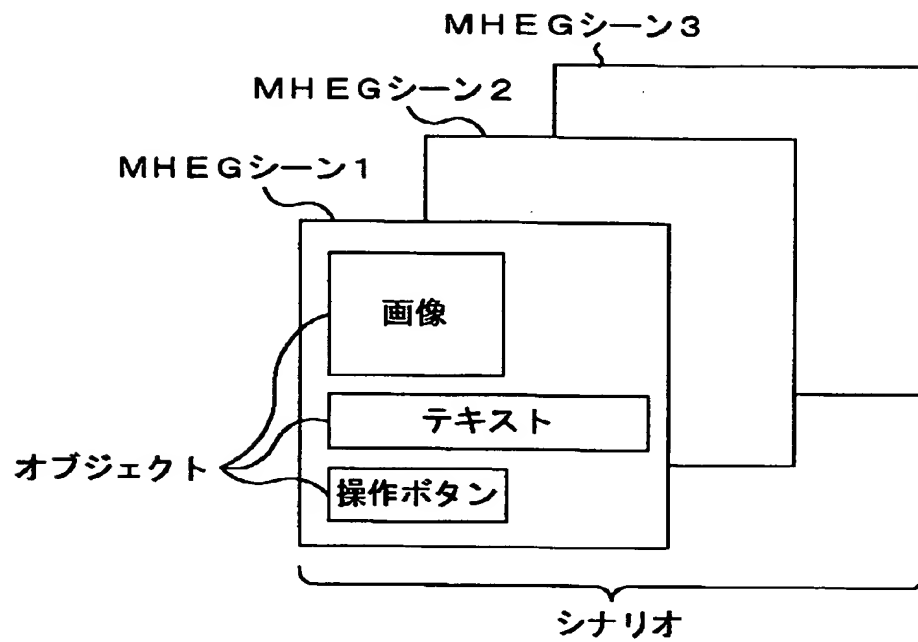 MHEGシーン3
MHEGシーン2
MHEGシーン1
画像
テキスト
オブジェクト
操作ボタン
シナリオ